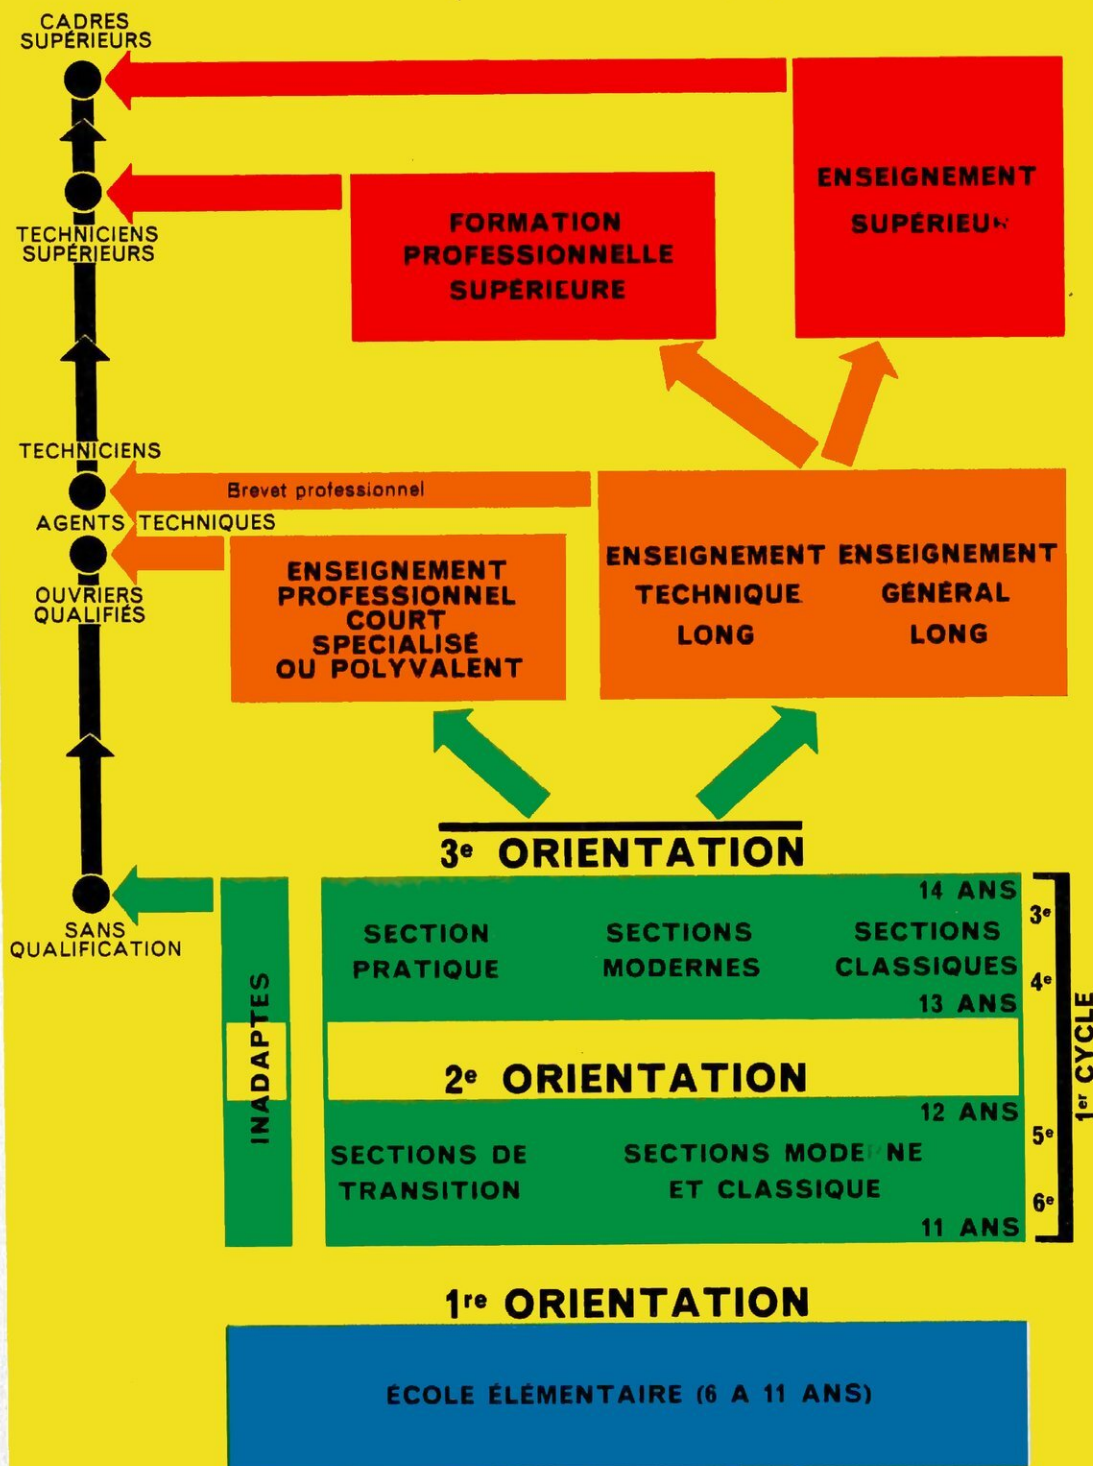 CADRES
SUPÉRIEURS
ENSEIGNEMENT
SUPÉRIEUR
FORMATION
PROFESSIONNELLE
SUPÉRIEURE
TECHNICIENS
SUPÉRIEURS
TECHNICIENS
Brevet professionnel
AGENTS TECHNIQUES
OUVRIERS
QUALIFIÉS
ENSEIGNEMENT
PROFESSIONNEL
COURT
SPECIALISÉ
OU POLYVALENT
ENSEIGNEMENT
TECHNIQUE
LONG
ENSEIGNEMENT
GÉNÉRAL
LONG
3e ORIENTATION
SANS
QUALIFICATION
INADAPTES
14 ANS
SECTION
PRATIQUE
SECTIONS
MODERNES
SECTIONS
CLASSIQUES
13 ANS
3e
4e
1er CYCLE
2e ORIENTATION
12 ANS
SECTIONS DE
TRANSITION
SECTIONS MODERNE
ET CLASSIQUE
11 ANS
5e
6e
1re ORIENTATION
ÉCOLE ÉLÉMENTAIRE (6 A 11 ANS)